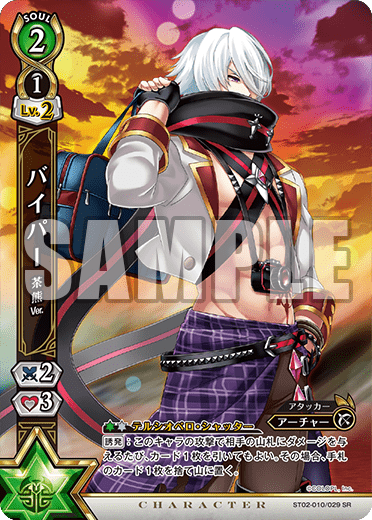 SOUL
2
1
Lv.2
バイパー 茶熊 Ver.
SAMPLE
2
3
アタッカー
アーチャー
テルシオペロ・シャッター
誘発:このキャラの攻撃で相手の山札にダメージを与
えるたび、カード1枚を引いてもよい。その場合、手札
のカード1枚を捨て山に置く。
©COLOPL, Inc.
CHARACTER
ST02-010/029 SR